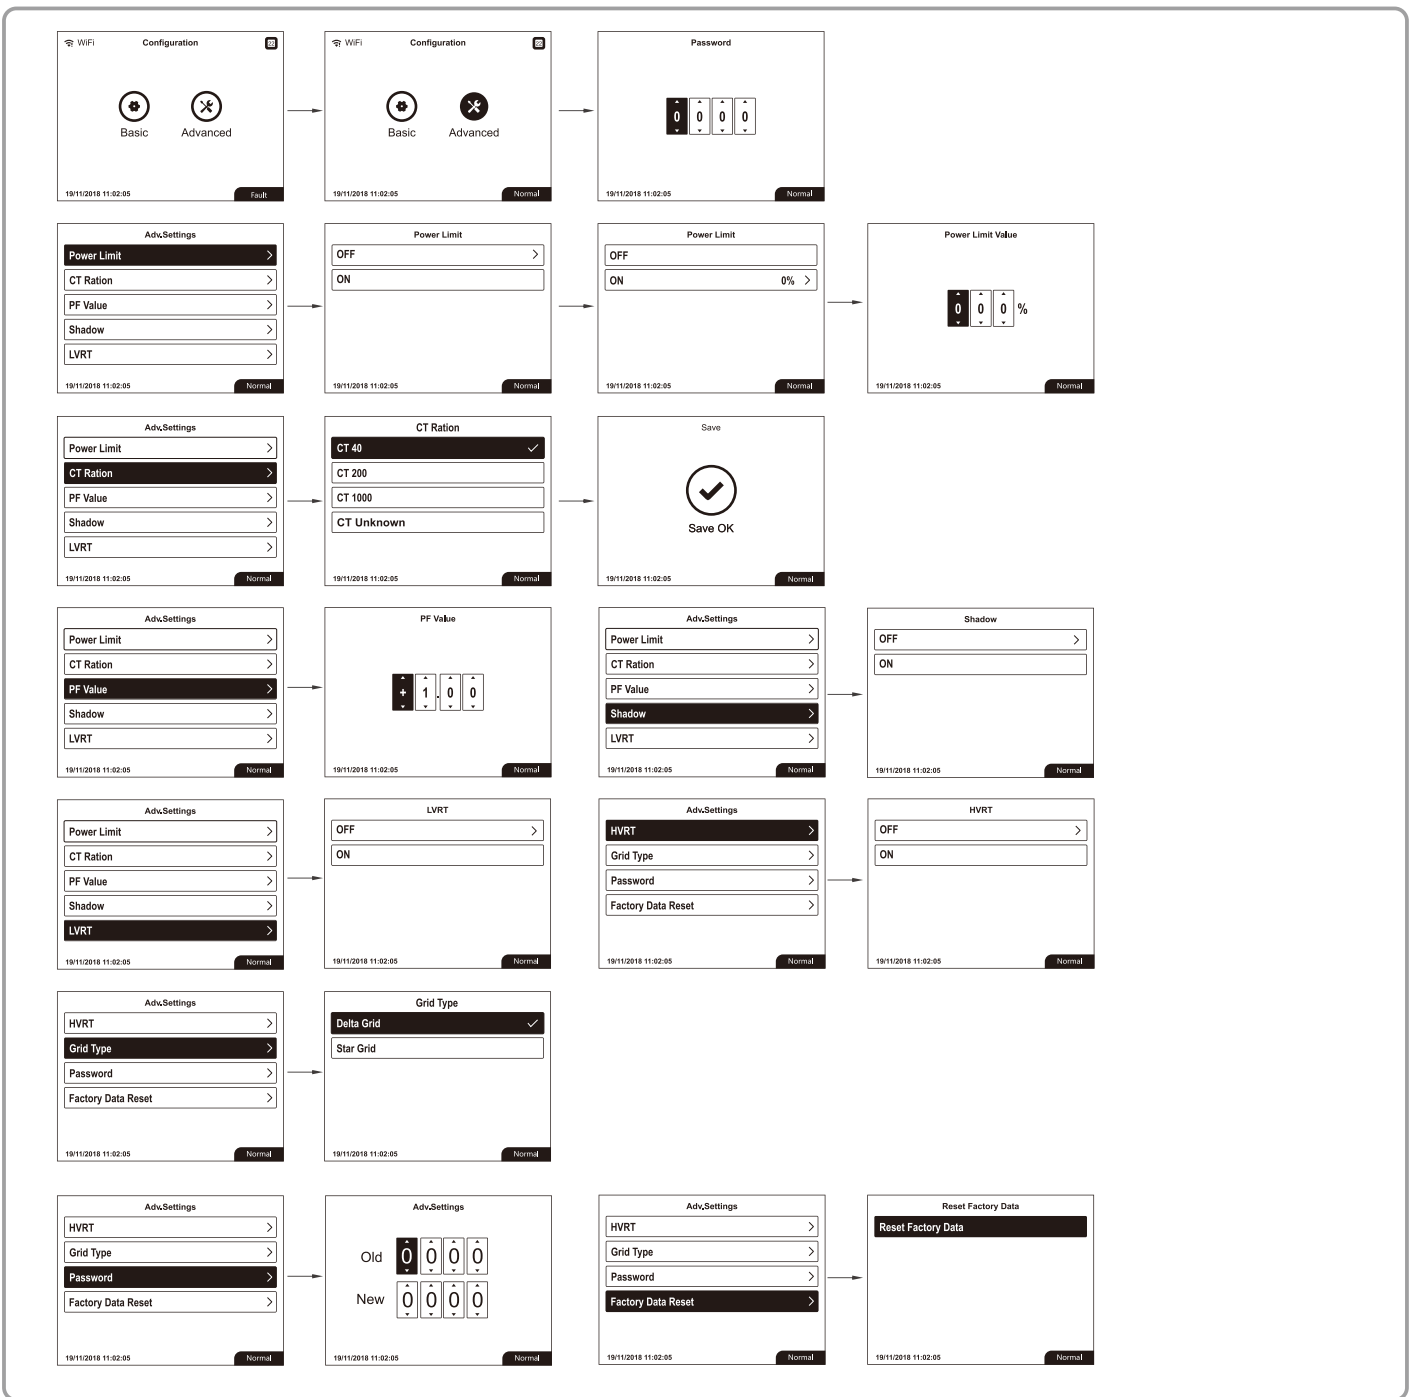 WiFi Configuration 22
Basic Advanced
19/11/2018 11:02:05 Fault
WiFi Configuration 22
Basic Advanced
19/11/2018 11:02:05 Normal
Password
0 0 0 0
19/11/2018 11:02:05 Normal
Adv.Settings
Power Limit
CT Ration
PF Value
Shadow
LVRT
19/11/2018 11:02:05 Normal
Power Limit
OFF
ON
19/11/2018 11:02:05 Normal
Power Limit
OFF
ON 0%
19/11/2018 11:02:05 Normal
Power Limit Value
0 0 0 %
19/11/2018 11:02:05 Normal
Adv.Settings
Power Limit
CT Ration
PF Value
Shadow
LVRT
19/11/2018 11:02:05 Normal
CT Ration
CT 40
CT 200
CT 1000
CT Unknown
19/11/2018 11:02:05 Normal
Save
Save OK
19/11/2018 11:02:05 Normal
Adv.Settings
Power Limit
CT Ration
PF Value
Shadow
LVRT
19/11/2018 11:02:05 Normal
PF Value
+ 1 . 0 0
19/11/2018 11:02:05 Normal
Adv.Settings
Power Limit
CT Ration
PF Value
Shadow
LVRT
19/11/2018 11:02:05 Normal
Shadow
OFF
ON
19/11/2018 11:02:05 Normal
Adv.Settings
Power Limit
CT Ration
PF Value
Shadow
LVRT
19/11/2018 11:02:05 Normal
LVRT
OFF
ON
19/11/2018 11:02:05 Normal
Adv.Settings
HVRT
Grid Type
Password
Factory Data Reset
19/11/2018 11:02:05 Normal
HVRT
OFF
ON
19/11/2018 11:02:05 Normal
Adv.Settings
HVRT
Grid Type
Password
Factory Data Reset
19/11/2018 11:02:05 Normal
Grid Type
Delta Grid
Star Grid
19/11/2018 11:02:05 Normal
Adv.Settings
HVRT
Grid Type
Password
Factory Data Reset
19/11/2018 11:02:05 Normal
Adv.Settings
Old 0 0 0 0
New 0 0 0 0
19/11/2018 11:02:05 Normal
Adv.Settings
HVRT
Grid Type
Password
Factory Data Reset
19/11/2018 11:02:05 Normal
Reset Factory Data
Reset Factory Data
19/11/2018 11:02:05 Normal